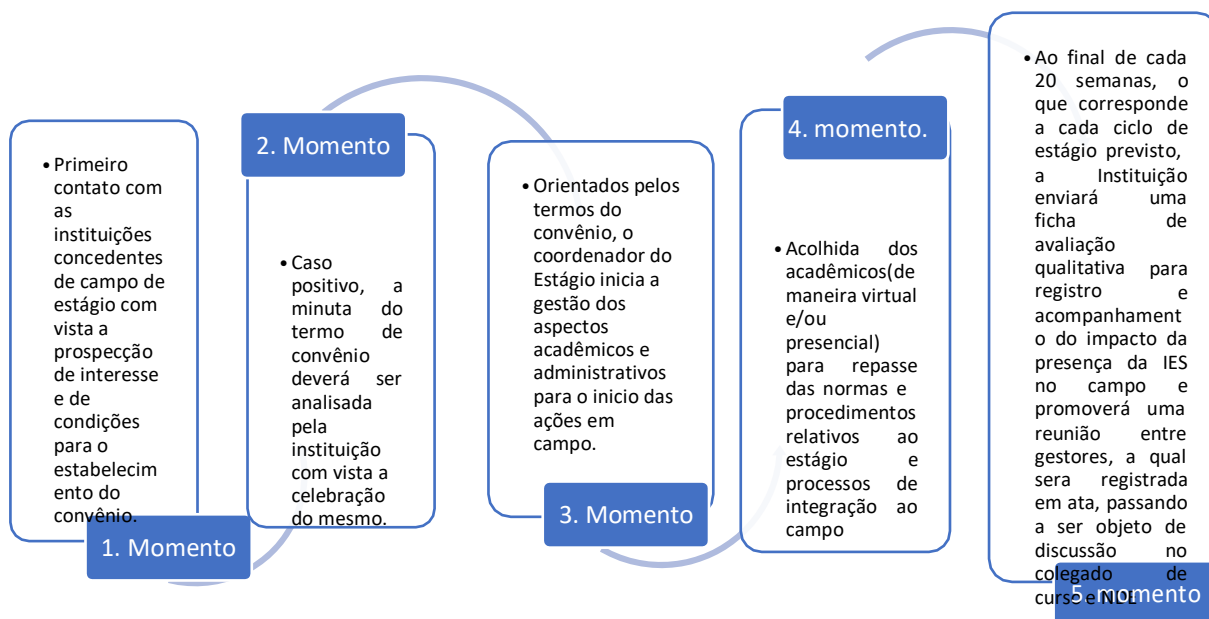 • Primeiro
contato com
as
instituições
concedentes
de campo de
estágio com
vista a
prospecção
de interesse
e de
condições
para o
estabelecim
ento do
convênio.
1. Momento
2. Momento
• Caso
positivo, a
minuta do
termo de
convênio
deverá ser
analisada
pela
instituição
com vista a
celebração
do mesmo.
• Orientados pelos
termos do
convênio, o
coordenador do
Estágio inicia a
gestão dos
aspectos
acadêmicos e
administrativos
para o inicio das
ações em
campo.
3. Momento
4. momento.
• Acolhida dos
acadêmicos(de
maneira virtual
e/ou
presencial)
para repasse
das normas e
procedimentos
relativos ao
estágio e
processos de
integração ao
campo
• Ao final de cada
20 semanas, o
que corresponde
a cada ciclo de
estágio previsto,
a Instituição
enviará uma
ficha de
avaliação
qualitativa para
registro e
acompanhament
o do impacto da
presença da IES
no campo e
promoverá uma
reunião entre
gestores, a qual
sera registrada
em ata, passando
a ser objeto de
discussão no
colegado de
curso e NDE
5. momento